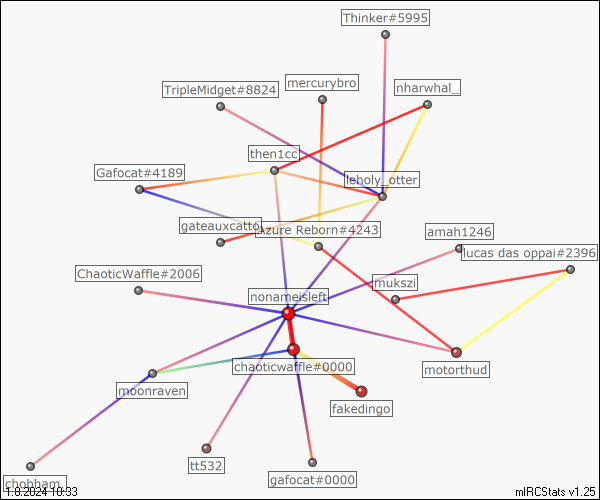 Thinker#5995
mercurybro
nharwhal_
TripleMidget#8824
then1cc
Gafocat#4189
leholy_otter
gateauxcatto
Azure Reborn#4243
amah1246
lucas das oppai#2396
ChaoticWaffle#2006
mukszi
nonameisleft
chaoticwaffle#0000
motorthud
moonraven
fakedingo
tt532
gafocat#0000
chobham_
1.8.2024 10:33
mIRCStats v1.25